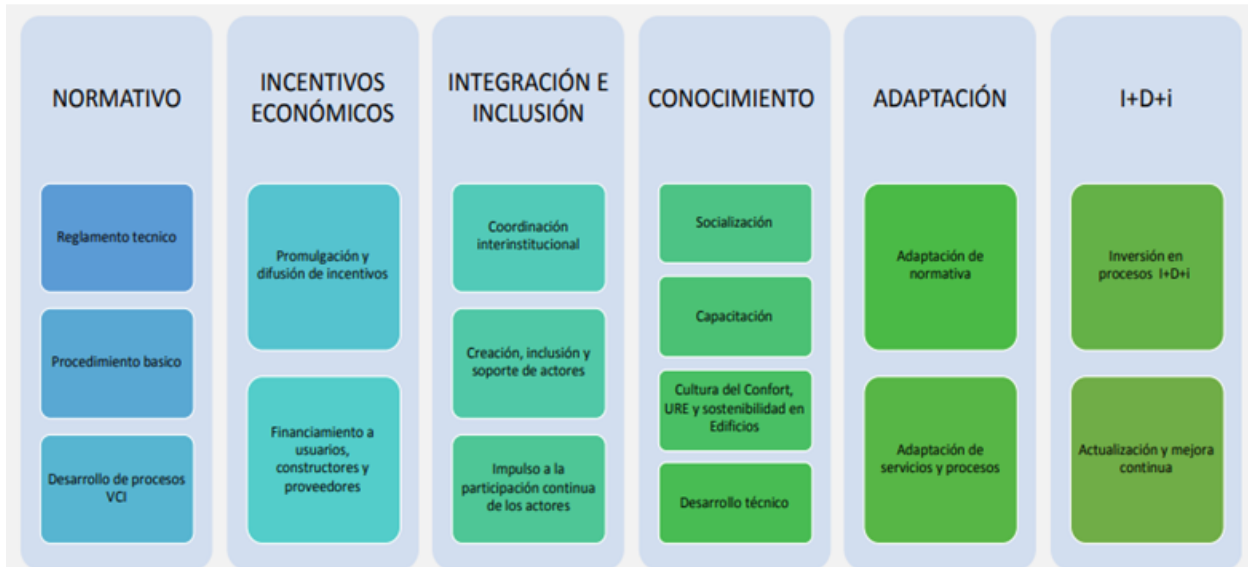 NORMATIVO
Reglamento tecnico
Procedimiento basico
Desarrollo de procesos
VCI
INCENTIVOS
ECONÓMICOS
Promulgación y
difusión de incentivos
Financiamiento a
usuarios,
constructores y
proveedores
INTEGRACIÓN E
INCLUSIÓN
Coordinación
interinstitucional
Creación, inclusión y
soporte de actores
Impulso a la
participación continua
de los actores
CONOCIMIENTO
Socialización
Capacitación
Cultura del Confort,
URE y sostenibilidad en
Edificios
Desarrollo técnico
ADAPTACIÓN
Adaptación de
normativa
Adaptación de
servicios y procesos
I+D+i
Inversión en
procesos I+D+i
Actualización y mejora
continua